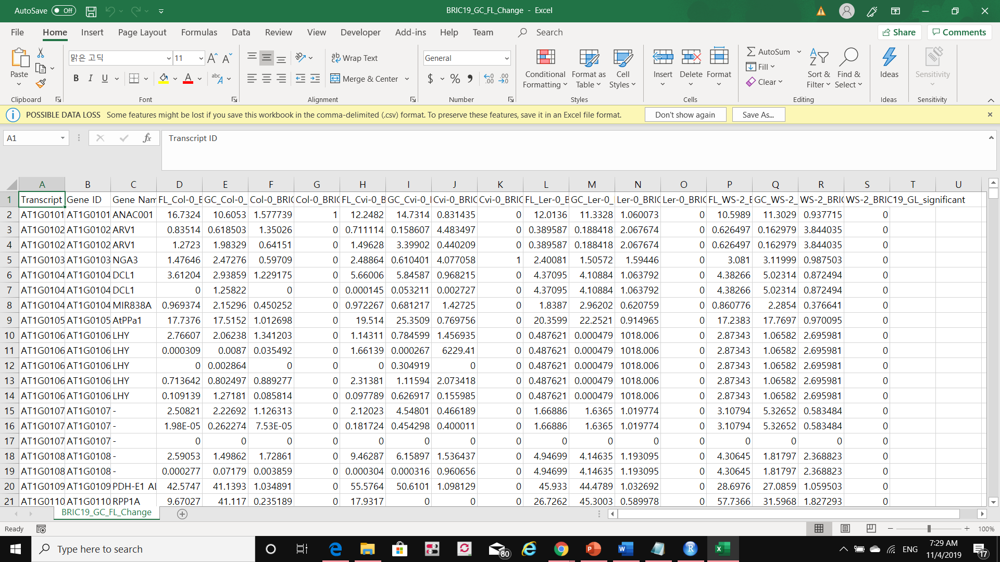 AutoSave Off
BRIC19_GC_FL_Change - Excel
File Home Insert Page Layout Formulas Data Review View Developer Add-ins Help Team Search
Share Comments
Paste
맑은 고딕 11
B I U
Wrap Text
Merge & Center
General
$ % 
Conditional Formatting
Format as Table
Cell Styles
Insert Delete Format
AutoSum
Fill
Clear
Sort & Filter
Find & Select
Ideas
Sensitivity
Clipboard Font Alignment Number Styles Cells Editing Ideas Sensitivity
POSSIBLE DATA LOSS Some features might be lost if you save this workbook in the comma-delimited (.csv) format. To preserve these features, save it in an Excel file format. Don't show again Save As...
A1 fx Transcript ID
A B C D E F G H I J K L M N O P Q R S T U
1 Transcript Gene ID Gene Nam FL_Col-0_B GC_Col-0_ Col-0_BRIC Col-0_BRIC FL_Cvi-0_B GC_Cvi-0_ Cvi-0_BRIC Cvi-0_BRIC FL_Ler-0_B GC_Ler-0_ Ler-0_BRIC Ler-0_BRIC FL_WS-2_B GC_WS-2_ WS-2_BRIC WS-2_BRIC19_GL_significant
2 AT1G0101 AT1G0101 ANAC001 16.7324 10.6053 1.577739 1 12.2482 14.7314 0.831435 0 12.0136 11.3328 1.060073 0 10.5989 11.3029 0.937715 0
3 AT1G0102 AT1G0102 ARV1 0.83514 0.618503 1.35026 0 0.711114 0.158607 4.483497 0 0.389587 0.188418 2.067674 0 0.626497 0.162979 3.844035 0
4 AT1G0102 AT1G0102 ARV1 1.2723 1.98329 0.64151 0 1.49628 3.39902 0.440209 0 0.389587 0.188418 2.067674 0 0.626497 0.162979 3.844035 0
5 AT1G0103 AT1G0103 NGA3 1.47646 2.47276 0.59709 0 2.48864 0.610401 4.077058 1 2.40081 1.50572 1.59446 0 3.081 3.11999 0.987503 0
6 AT1G0104 AT1G0104 DCL1 3.61204 2.93859 1.229175 0 5.66006 5.84587 0.968215 0 4.37095 4.10884 1.063792 0 4.38266 5.02314 0.872494 0
7 AT1G0104 AT1G0104 DCL1 0 1.25822 0 0 0.000145 0.053211 0.002727 0 4.37095 4.10884 1.063792 0 4.38266 5.02314 0.872494 0
8 AT1G0104 AT1G0104 MIR838A 0.969374 2.15296 0.450252 0 0.972267 0.681217 1.42725 0 1.8387 2.96202 0.620759 0 0.860776 2.2854 0.376641 0
9 AT1G0105 AT1G0105 AtPPa1 17.7376 17.5152 1.012698 0 19.514 25.3509 0.769756 0 20.3599 22.2521 0.914965 0 17.2383 17.7697 0.970095 0
10 AT1G0106 AT1G0106 LHY 2.76607 2.06238 1.341203 0 1.14311 0.784599 1.456935 0 0.487621 0.000479 1018.006 0 2.87343 1.06582 2.695981 0
11 AT1G0106 AT1G0106 LHY 0.000309 0.0087 0.035492 0 1.66139 0.000267 6229.41 0 0.487621 0.000479 1018.006 0 2.87343 1.06582 2.695981 0
12 AT1G0106 AT1G0106 LHY 0 0.002864 0 0 0 0.304919 0 0 0.487621 0.000479 1018.006 0 2.87343 1.06582 2.695981 0
13 AT1G0106 AT1G0106 LHY 0.713642 0.802497 0.889277 0 2.31381 1.11594 2.073418 0 0.487621 0.000479 1018.006 0 2.87343 1.06582 2.695981 0
14 AT1G0106 AT1G0106 LHY 0.109139 1.27181 0.085814 0 0.097789 0.626917 0.155985 0 0.487621 0.000479 1018.006 0 2.87343 1.06582 2.695981 0
15 AT1G0107 AT1G0107 - 2.50821 2.22692 1.126313 0 2.12023 4.54801 0.466189 0 1.66886 1.6365 1.019774 0 3.10794 5.32652 0.583484 0
16 AT1G0107 AT1G0107 - 1.98E-05 0.262274 7.53E-05 0 0.181724 0.454298 0.400011 0 1.66886 1.6365 1.019774 0 3.10794 5.32652 0.583484 0
17 AT1G0107 AT1G0107 - 0 0 0 0 0 0 0 0 0 0 0 0 0 0 0 0
18 AT1G0108 AT1G0108 - 2.59053 1.49862 1.72861 0 9.46287 6.15897 1.536437 0 4.94699 4.14635 1.193095 0 4.30645 1.81797 2.368823 0
19 AT1G0108 AT1G0108 - 0.000277 0.07179 0.003859 0 0.000304 0.000316 0.960656 0 4.94699 4.14635 1.193095 0 4.30645 1.81797 2.368823 0
20 AT1G0109 AT1G0109 PDH-E1 AL 42.5747 41.1393 1.034891 0 55.5764 50.6101 1.098129 0 45.933 44.4789 1.032692 0 28.6976 27.0859 1.059503 0
21 AT1G0110 AT1G0110 RPP1A 9.67027 41.117 0.235189 0 17.9317 0 0 0 26.7262 45.3003 0.589978 0 57.7366 31.5968 1.827293 0
BRIC19_GC_FL_Change
Ready 100%
Type here to search
80
ENG
7:29 AM
11/4/2019
17